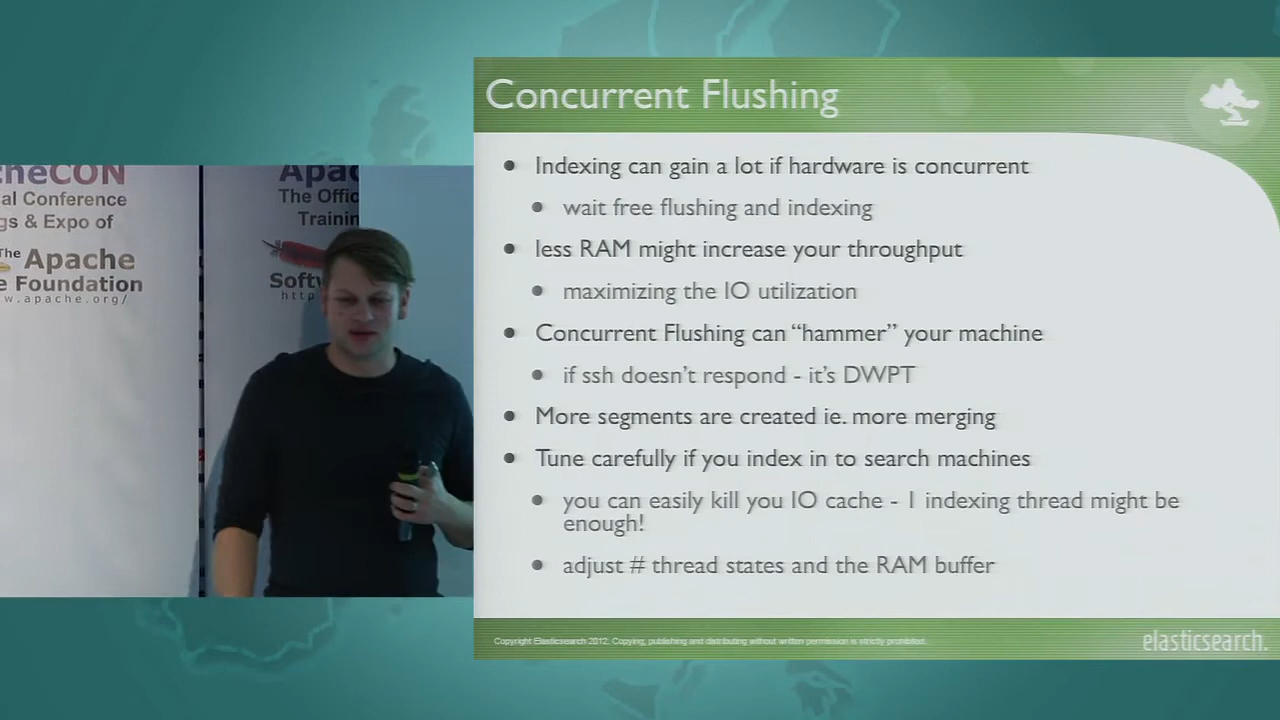 cheCON
al Conference
gs & Expo of
The Apache
e Foundation
w.apache.org/
Apac
The Offic
Trainin
Softw
http
Concurrent Flushing
Indexing can gain a lot if hardware is concurrent
wait free flushing and indexing
less RAM might increase your throughput
maximizing the IO utilization
Concurrent Flushing can “hammer” your machine
if ssh doesn’t respond - it’s DWPT
More segments are created ie. more merging
Tune carefully if you index in to search machines
you can easily kill you IO cache - 1 indexing thread might be
enough!
adjust # thread states and the RAM buffer
Copyright Elasticsearch 2012. Copying, publishing and distributing without written permission is strictly prohibited.
elasticsearch.